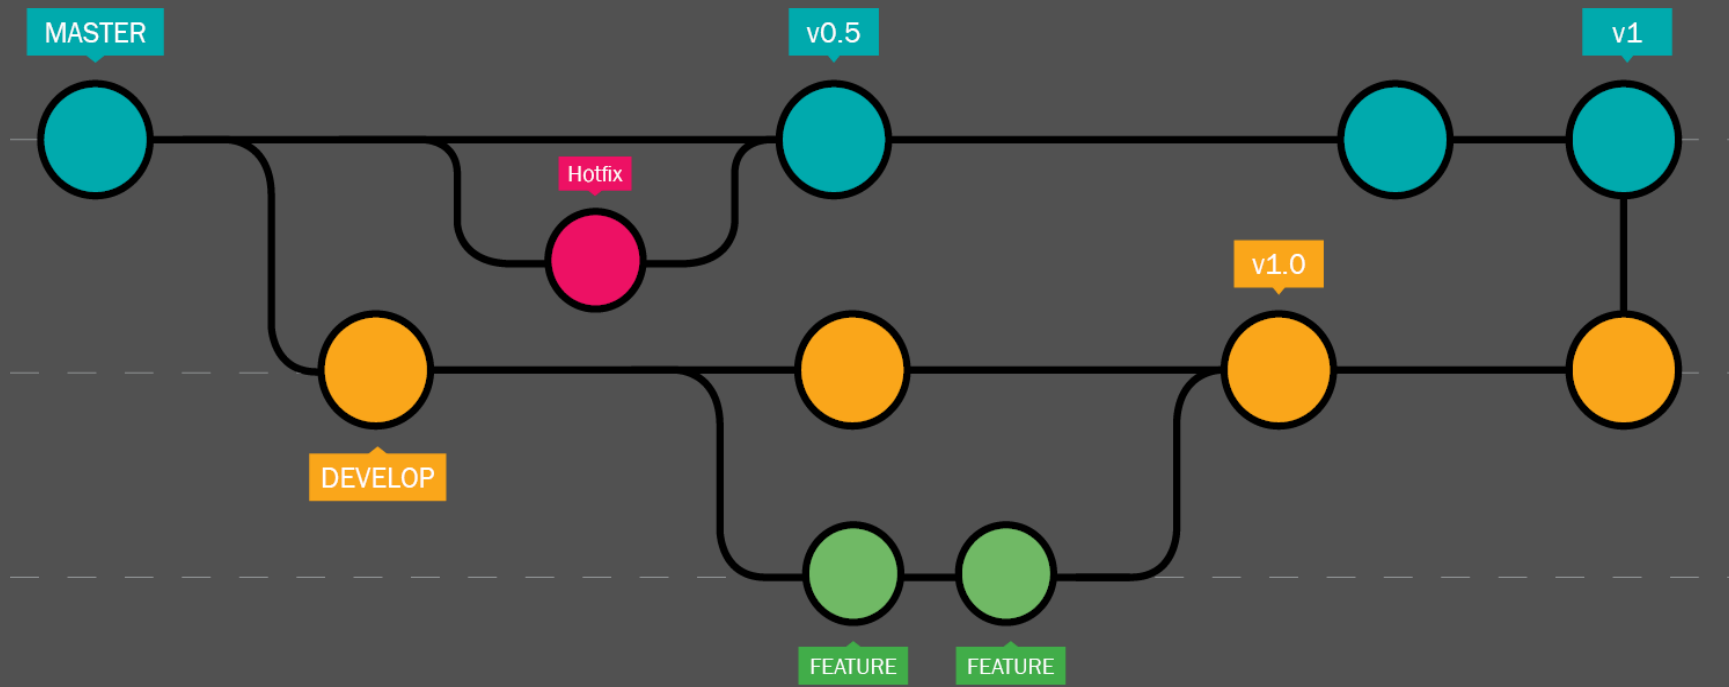 MASTER
v0.5
v1
Hotfix
v1.0
DEVELOP
FEATURE
FEATURE